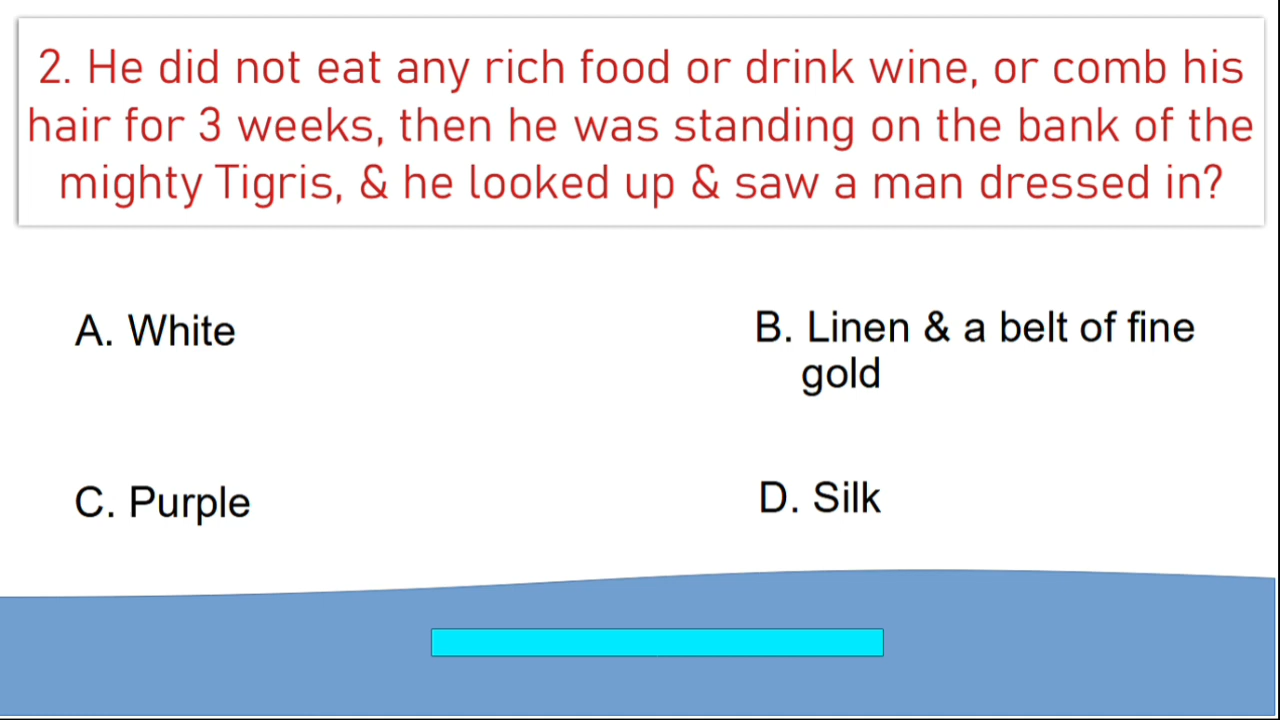 2. He did not eat any rich food or drink wine, or comb his
hair for 3 weeks, then he was standing on the bank of the
mighty Tigris, & he looked up & saw a man dressed in?
A. White
B. Linen & a belt of fine
gold
C. Purple
D. Silk